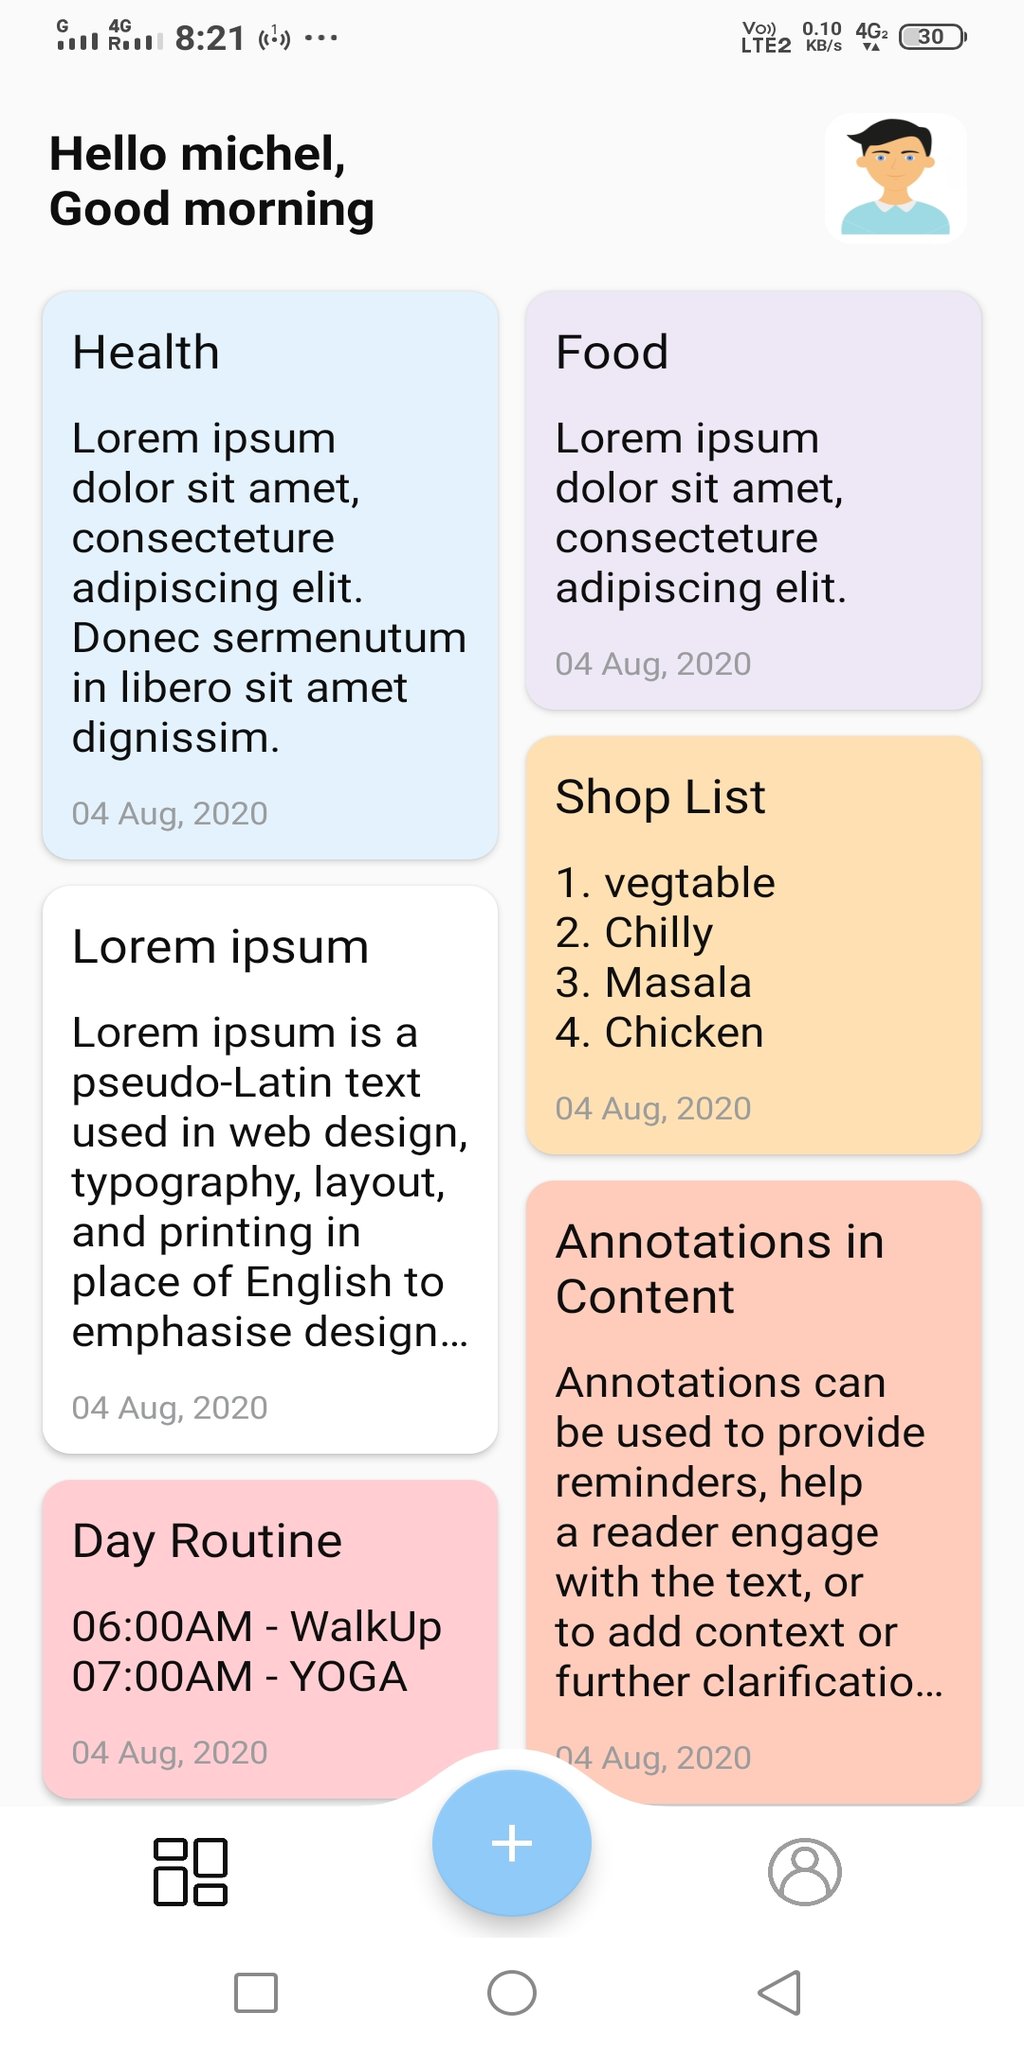 G 4G R 8:21 1 ...
Vo)) LTE2 0.10 KB/s 4G2 30
Hello michel,
Good morning
Health
Lorem ipsum
dolor sit amet,
consecteture
adipiscing elit.
Donec sermenutum
in libero sit amet
dignissim.
04 Aug, 2020
Food
Lorem ipsum
dolor sit amet,
consecteture
adipiscing elit.
04 Aug, 2020
Shop List
1. vegtable
2. Chilly
3. Masala
4. Chicken
04 Aug, 2020
Lorem ipsum
Lorem ipsum is a
pseudo-Latin text
used in web design,
typography, layout,
and printing in
place of English to
emphasise design...
04 Aug, 2020
Annotations in
Content
Annotations can
be used to provide
reminders, help
a reader engage
with the text, or
to add context or
further clarificatio...
04 Aug, 2020
Day Routine
06:00AM - WalkUp
07:00AM - YOGA
04 Aug, 2020